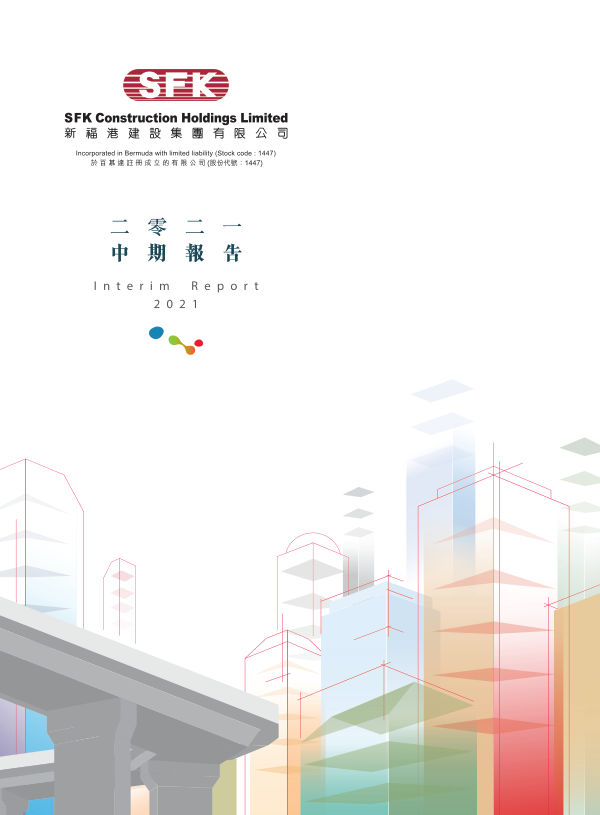 SFK
SFK Construction Holdings Limited
新福港建設集團有限公司
Incorporated in Bermuda with limited liability (Stock code : 1447)
於百慕達註冊成立的有限公司 (股份代號：1447)
二零二一
中期報告
Interim Report
2021